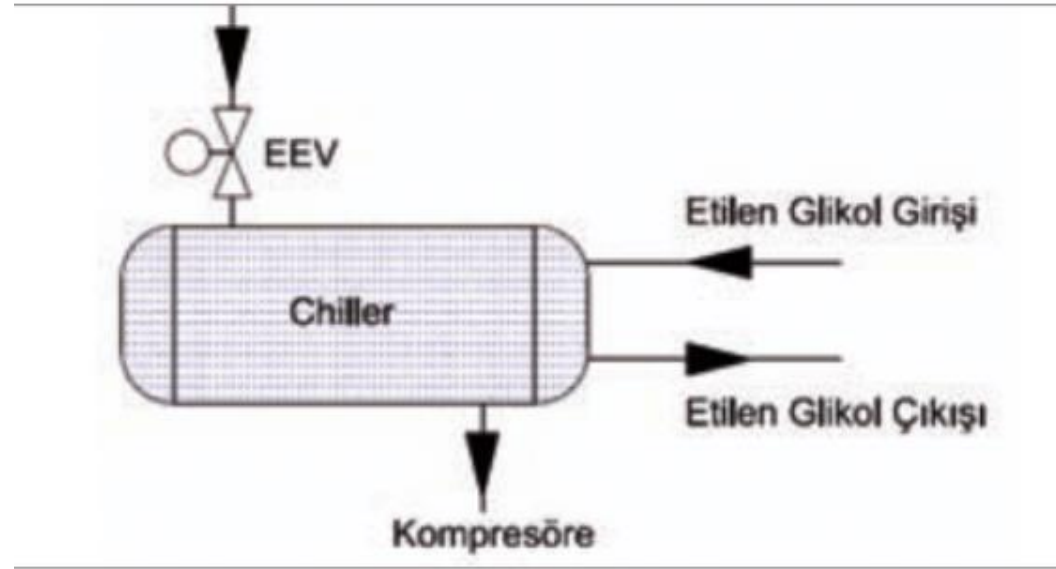 EEV
Etilen Glikol Girişi
Chiller
Etilen Glikol Çıkışı
Kompresöre